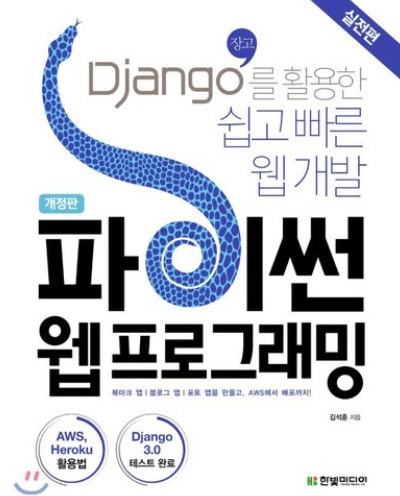 실전편
장고
Django를 활용한
쉽고 빠른
웹 개발
개정판
파이썬
웹 프로그래밍
북마크 앱 | 블로그 앱 | 포토 앱을 만들고, AWS에서 배포까지!
김석훈 지음
AWS,
Heroku
활용법
Django
3.0
테스트 완료
한빛미디어